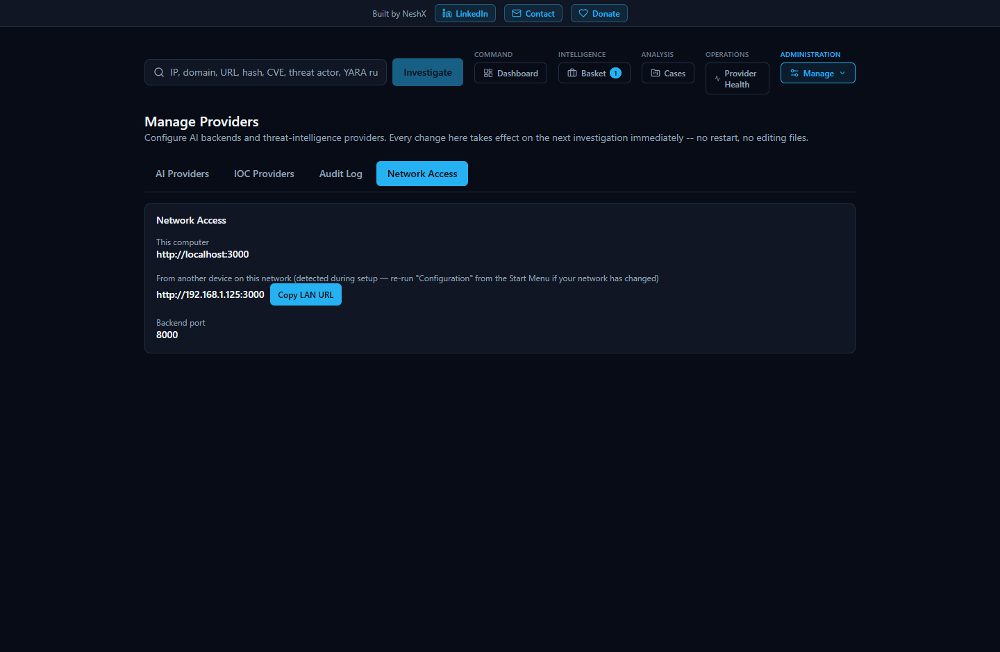 Built by NeshX
LinkedIn
Contact
Donate
IP, domain, URL, hash, CVE, threat actor, YARA ru
Investigate
COMMAND
Dashboard
INTELLIGENCE
Basket 1
ANALYSIS
Cases
OPERATIONS
Provider
Health
ADMINISTRATION
Manage
Manage Providers
Configure AI backends and threat-intelligence providers. Every change here takes effect on the next investigation immediately -- no restart, no editing files.
AI Providers
IOC Providers
Audit Log
Network Access
Network Access
This computer
http://localhost:3000
From another device on this network (detected during setup — re-run "Configuration" from the Start Menu if your network has changed)
http://192.168.1.125:3000
Copy LAN URL
Backend port
8000